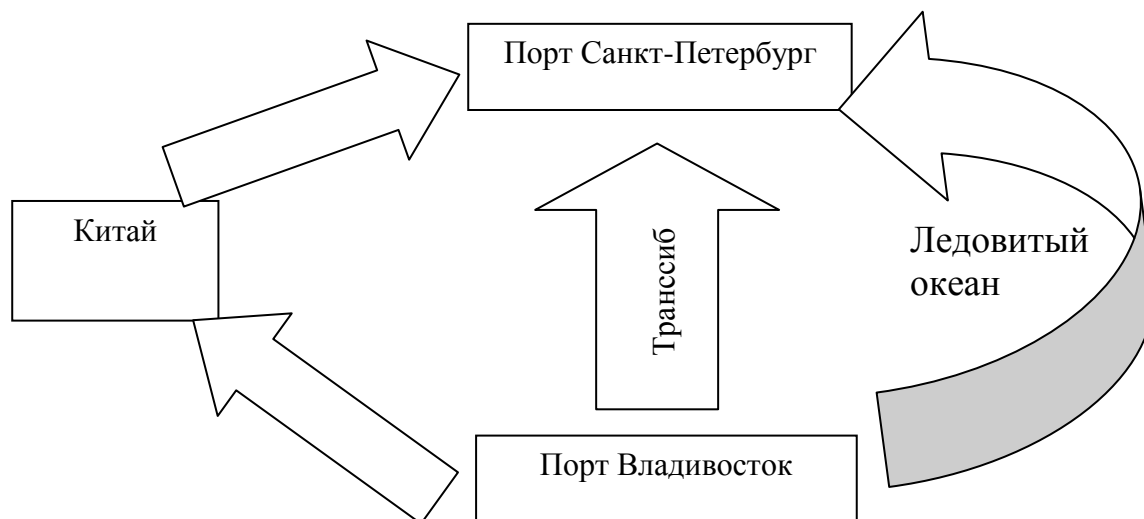 Порт Санкт-Петербург
Китай
Транссиб
Ледовитый
океан
Порт Владивосток